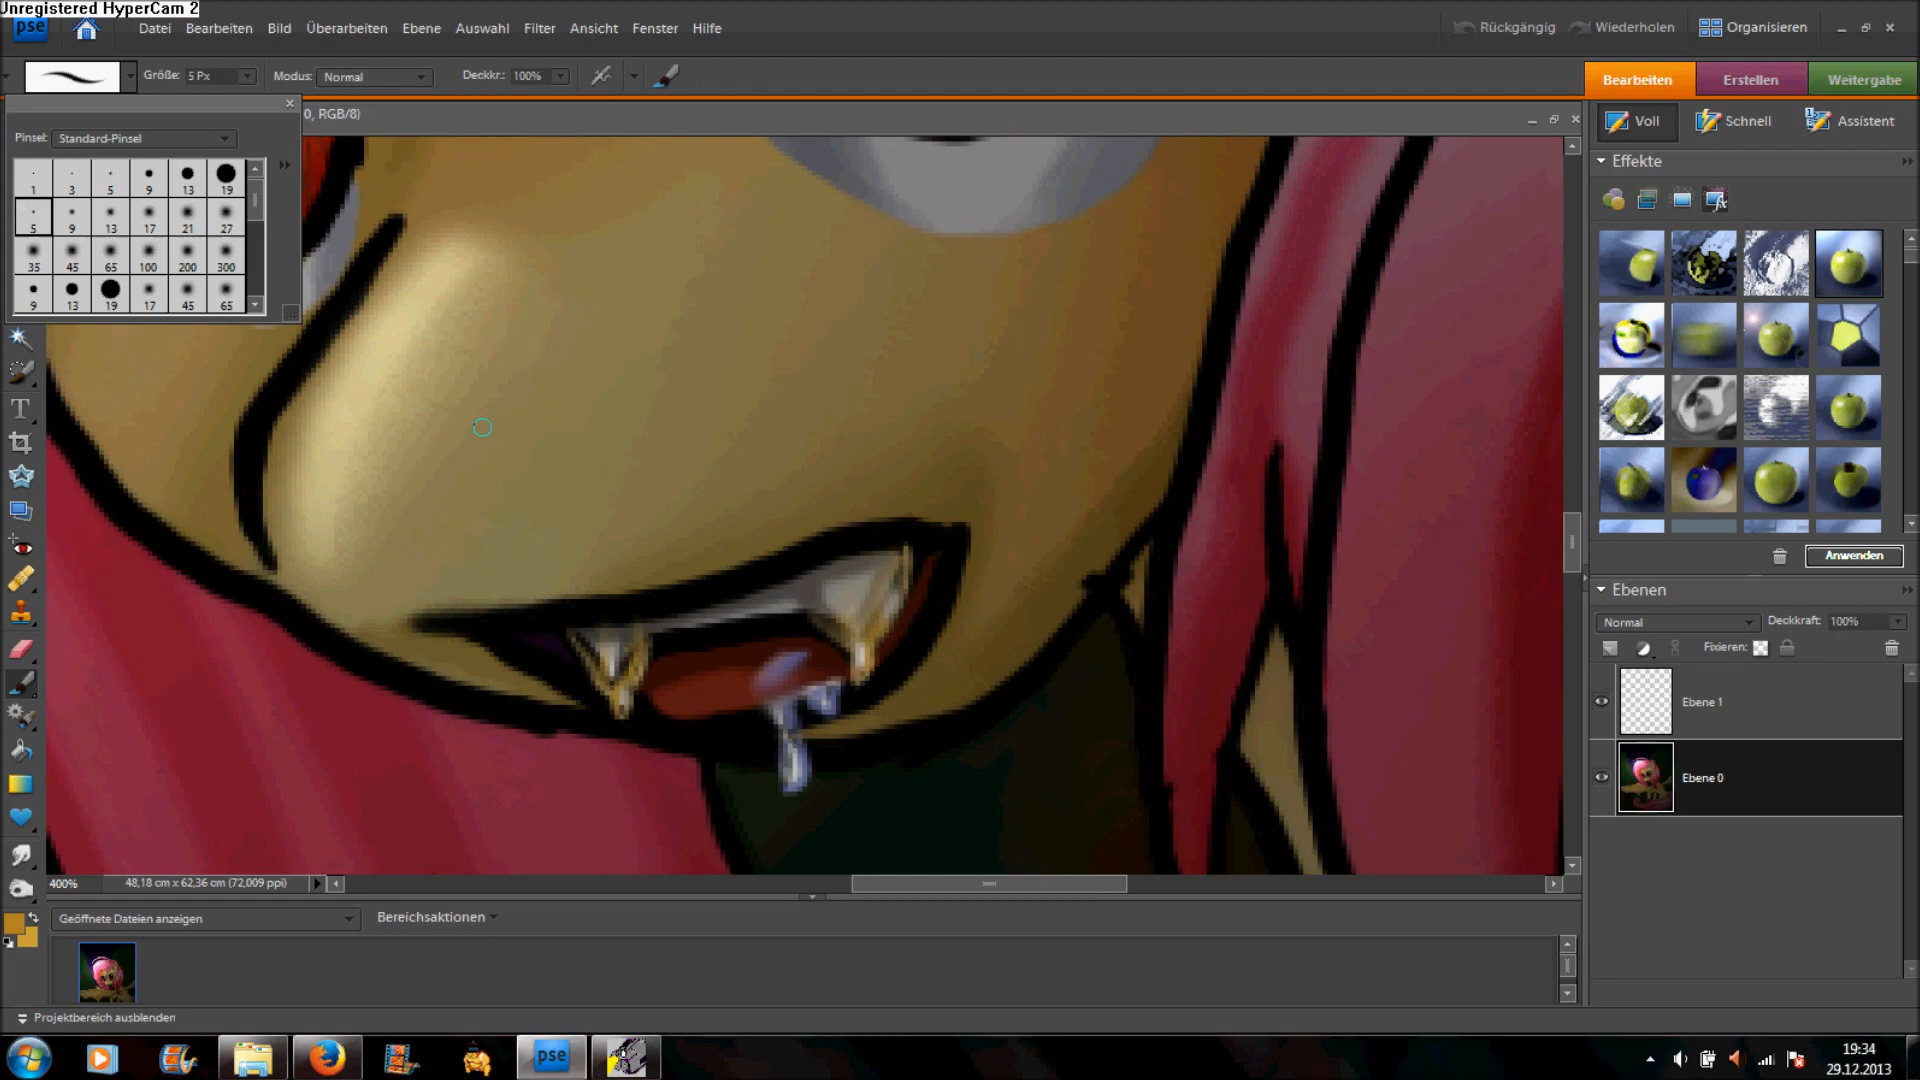 Unregistered HyperCam 2
pse
Datei Bearbeiten Bild Überarbeiten Ebene Auswahl Filter Ansicht Fenster Hilfe
Rückgängig Wiederholen Organisieren
Größe: 5 Px Modus: Normal Deckkr.: 100%
Bearbeiten Erstellen Weitergabe
0, RGB/8)
Voll Schnell Assistent
Pinsel: Standard-Pinsel
Effekte
1 3 5 9 13 19
5 9 13 17 21 27
35 45 65 100 200 300
9 13 19 17 45 65
T
Anwenden
Ebenen
Normal Deckkraft: 100%
Fixieren:
Ebene 1
Ebene 0
400% 48,18 cm x 62,36 cm (72,009 ppi)
Geöffnete Dateien anzeigen Bereichsaktionen
Projektbereich ausblenden
pse
19:34
29.12.2013